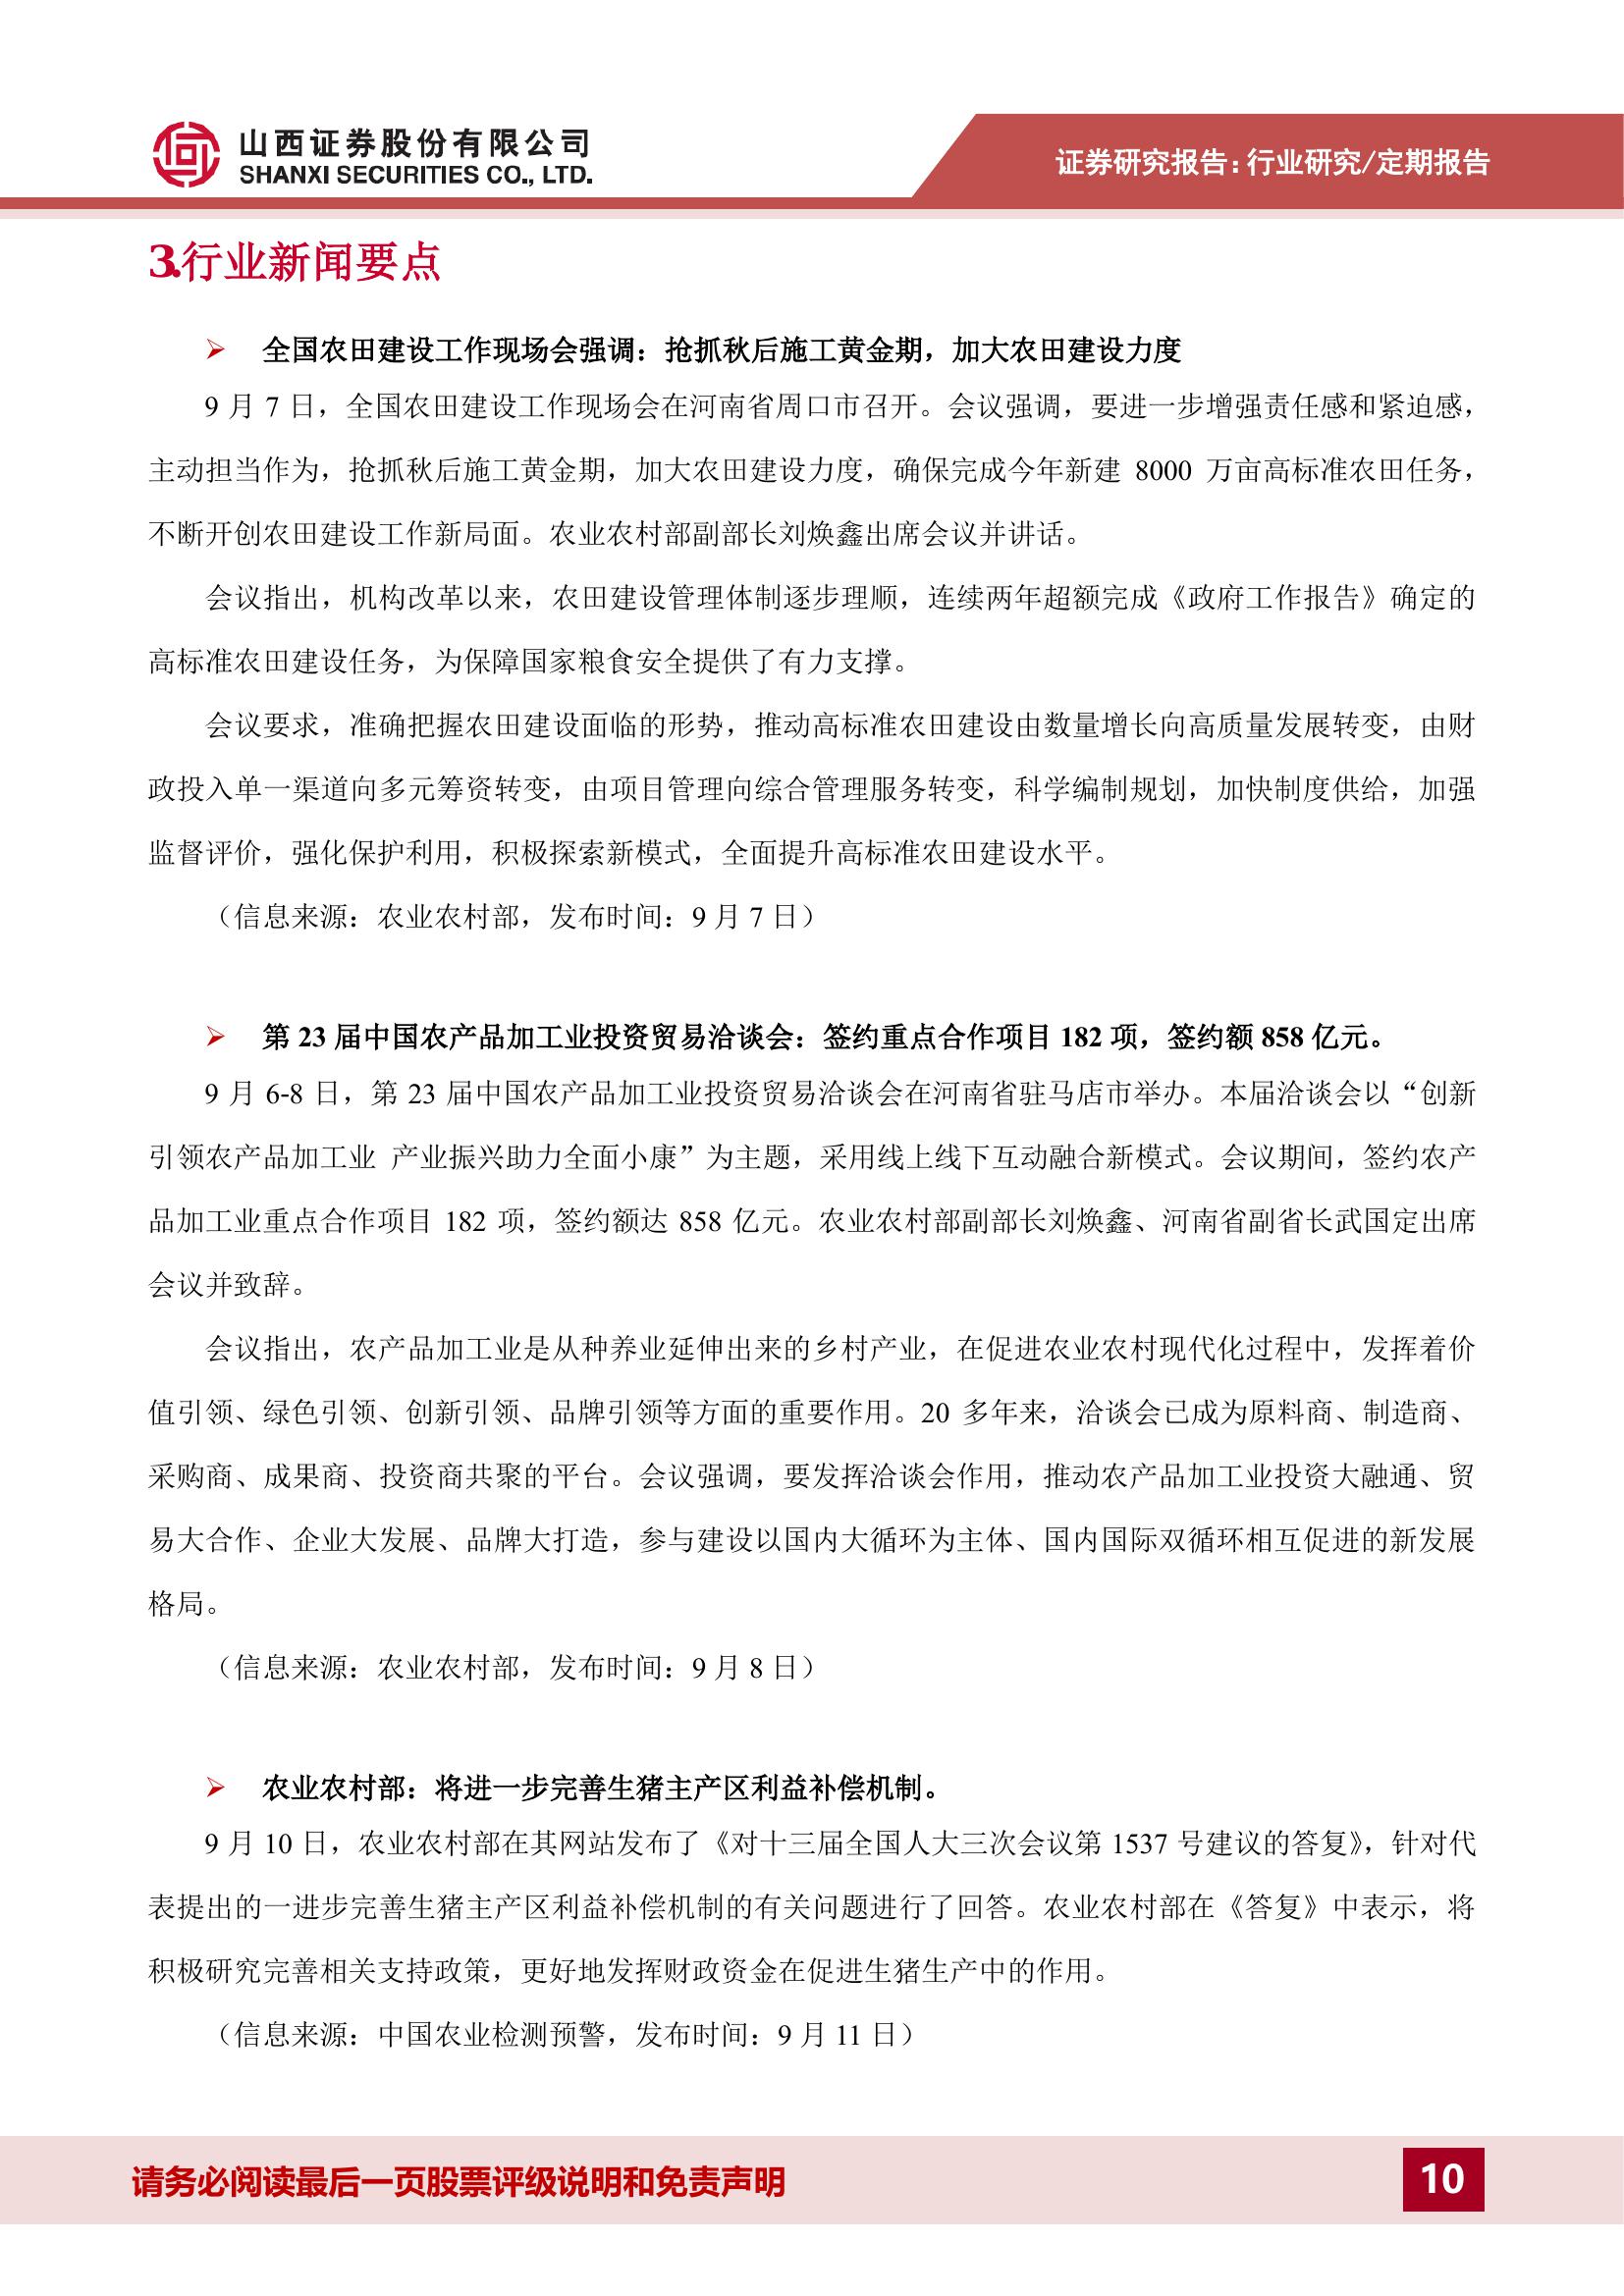 山西证券股份有限公司
SHANXI SECURITIES CO., LTD.
证券研究报告:行业研究/定期报告
3.行业新闻要点
➢ 全国农田建设工作现场会强调：抢抓秋后施工黄金期，加大农田建设力度
9 月 7 日，全国农田建设工作现场会在河南省周口市召开。会议强调，要进一步增强责任感和紧迫感，
主动担当作为，抢抓秋后施工黄金期，加大农田建设力度，确保完成今年新建 8000 万亩高标准农田任务，
不断开创农田建设工作新局面。农业农村部副部长刘焕鑫出席会议并讲话。
会议指出，机构改革以来，农田建设管理体制逐步理顺，连续两年超额完成《政府工作报告》确定的
高标准农田建设任务，为保障国家粮食安全提供了有力支撑。
会议要求，准确把握农田建设面临的形势，推动高标准农田建设由数量增长向高质量发展转变，由财
政投入单一渠道向多元筹资转变，由项目管理向综合管理服务转变，科学编制规划，加快制度供给，加强
监督评价，强化保护利用，积极探索新模式，全面提升高标准农田建设水平。
（信息来源：农业农村部，发布时间：9 月 7 日）
➢ 第 23 届中国农产品加工业投资贸易洽谈会：签约重点合作项目 182 项，签约额 858 亿元。
9 月 6-8 日，第 23 届中国农产品加工业投资贸易洽谈会在河南省驻马店市举办。本届洽谈会以“创新
引领农产品加工业 产业振兴助力全面小康”为主题，采用线上线下互动融合新模式。会议期间，签约农产
品加工业重点合作项目 182 项，签约额达 858 亿元。农业农村部副部长刘焕鑫、河南省副省长武国定出席
会议并致辞。
会议指出，农产品加工业是从种养业延伸出来的乡村产业，在促进农业农村现代化过程中，发挥着价
值引领、绿色引领、创新引领、品牌引领等方面的重要作用。20 多年来，洽谈会已成为原料商、制造商、
采购商、成果商、投资商共聚的平台。会议强调，要发挥洽谈会作用，推动农产品加工业投资大融通、贸
易大合作、企业大发展、品牌大打造，参与建设以国内大循环为主体、国内国际双循环相互促进的新发展
格局。
（信息来源：农业农村部，发布时间：9 月 8 日）
➢ 农业农村部：将进一步完善生猪主产区利益补偿机制。
9 月 10 日，农业农村部在其网站发布了《对十三届全国人大三次会议第 1537 号建议的答复》，针对代
表提出的一进步完善生猪主产区利益补偿机制的有关问题进行了回答。农业农村部在《答复》中表示，将
积极研究完善相关支持政策，更好地发挥财政资金在促进生猪生产中的作用。
（信息来源：中国农业检测预警，发布时间：9 月 11 日）
请务必阅读最后一页股票评级说明和免责声明
10